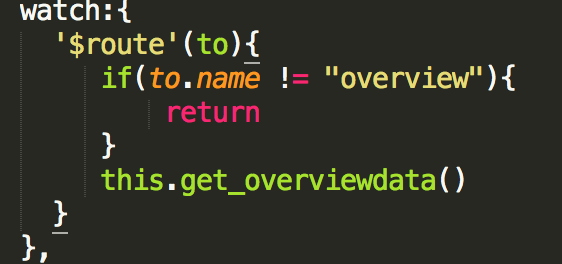 watch:{
'$route'(to){
if(to.name != "overview"){
return
}
this.get_overviewdata()
}
},